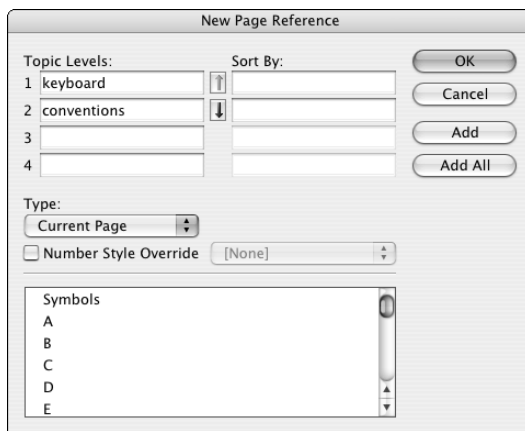 New Page Reference
Topic Levels: Sort By:
1 keyboard
2 conventions
3
4
OK
Cancel
Add
Add All
Type:
Current Page
Number Style Override [None]
Symbols
A
B
C
D
E